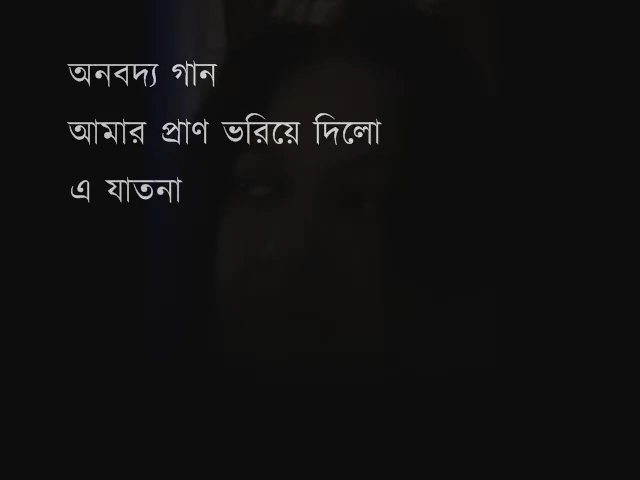 অনবদ্য গান
আমার প্রাণ ভরিয়ে দিলো
এ যাতনা